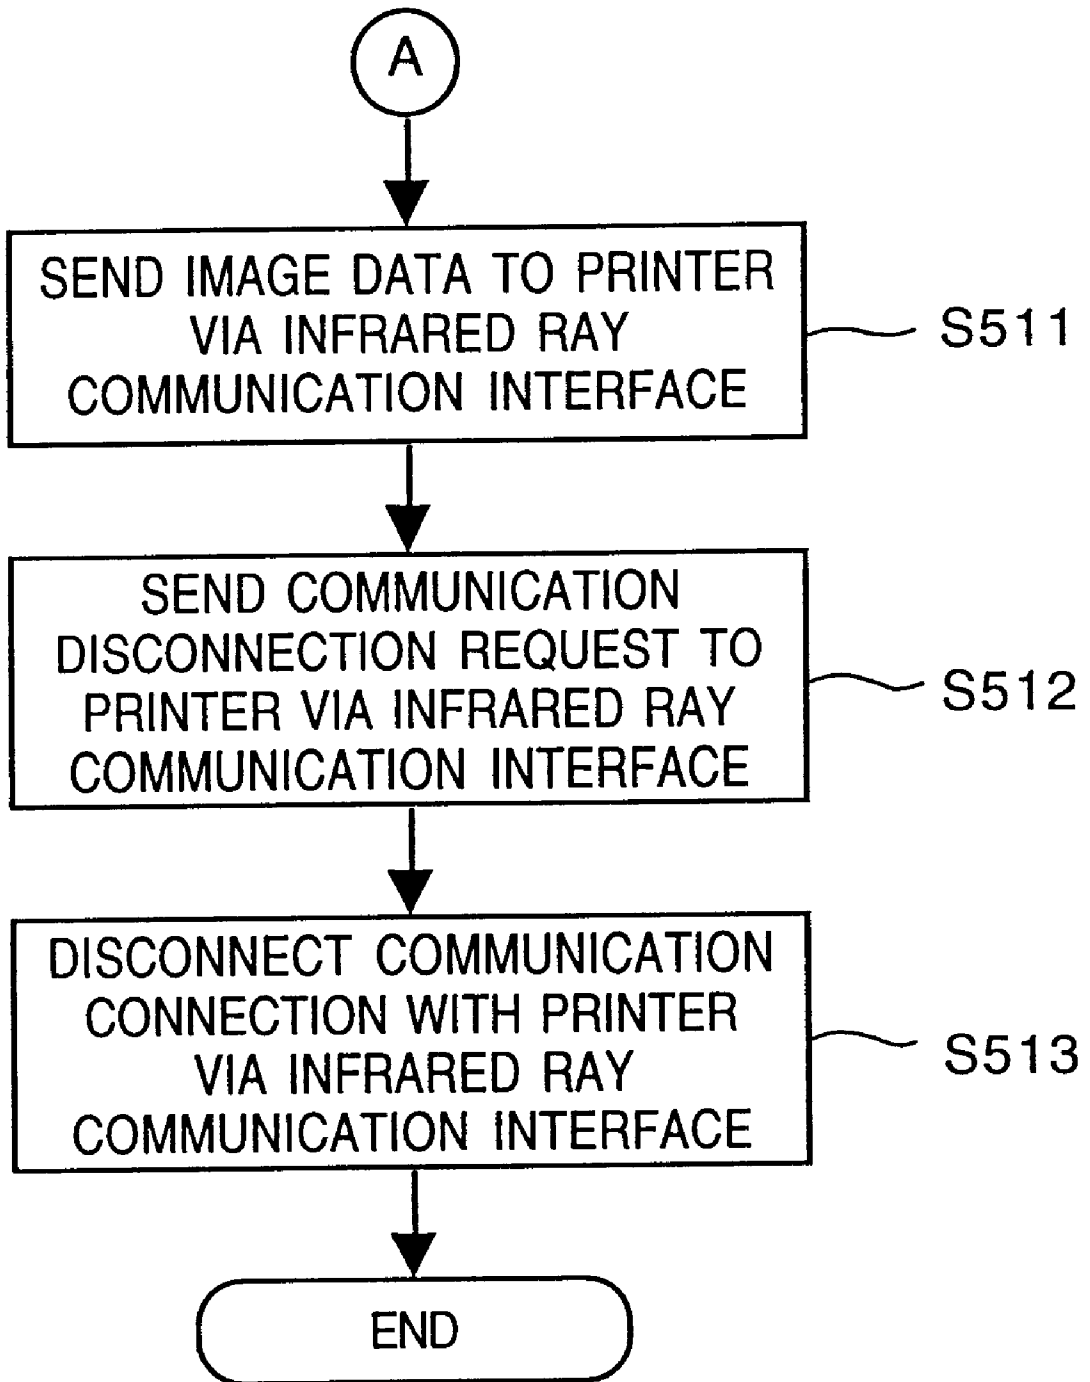 A
SEND IMAGE DATA TO PRINTER
VIA INFRARED RAY
COMMUNICATION INTERFACE
S511
SEND COMMUNICATION
DISCONNECTION REQUEST TO
PRINTER VIA INFRARED RAY
COMMUNICATION INTERFACE
S512
DISCONNECT COMMUNICATION
CONNECTION WITH PRINTER
VIA INFRARED RAY
COMMUNICATION INTERFACE
S513
END